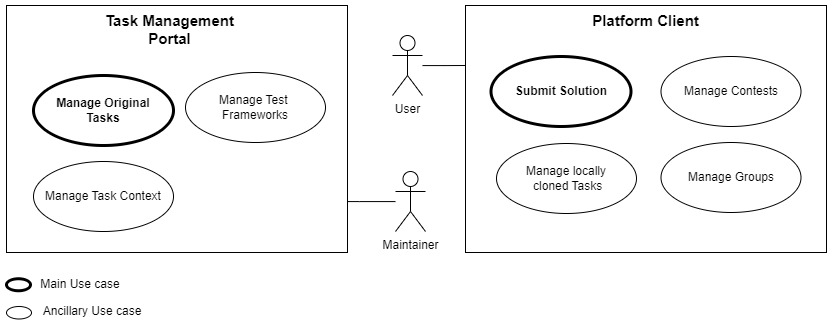 Task Management
Portal
Manage Original
Tasks
Manage Test
Frameworks
Manage Task Context
User
Maintainer
Platform Client
Submit Solution
Manage Contests
Manage locally
cloned Tasks
Manage Groups
Main Use case
Ancillary Use case